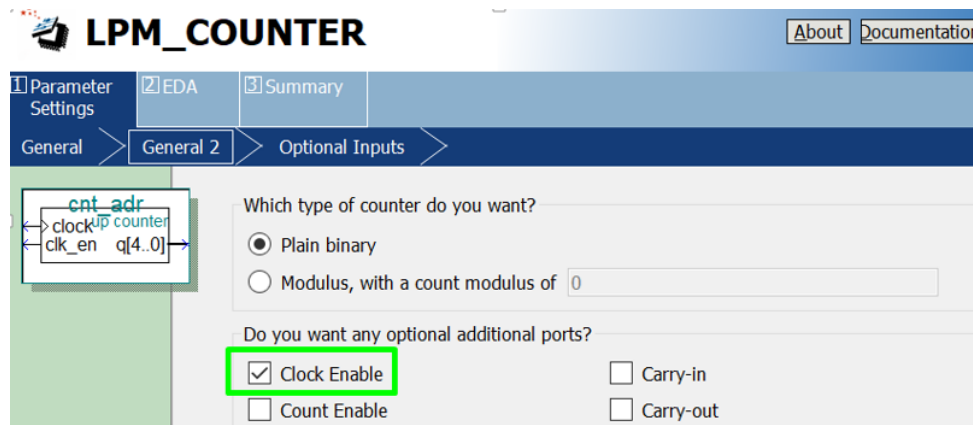 LPM_COUNTER
About Documentation
1 Parameter Settings
2 EDA
3 Summary
General
General 2
Optional Inputs
cnt_adr
up counter
clock
clk_en q[4..0]
Which type of counter do you want?
Plain binary
Modulus, with a count modulus of 0
Do you want any optional additional ports?
Clock Enable
Carry-in
Count Enable
Carry-out